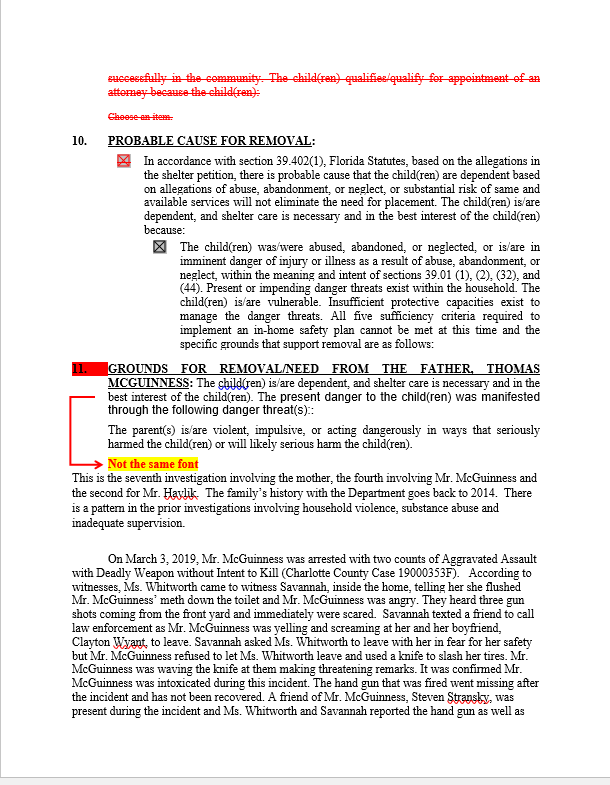 successfully in the community. The child(ren) qualifies/qualify for appointment of an
attorney because the child(ren):
Choose an item.
10. PROBABLE CAUSE FOR REMOVAL:
☒ In accordance with section 39.402(1), Florida Statutes, based on the allegations in
the shelter petition, there is probable cause that the child(ren) are dependent based
on allegations of abuse, abandonment, or neglect, or substantial risk of same and
available services will not eliminate the need for placement. The child(ren) is/are
dependent, and shelter care is necessary and in the best interest of the child(ren)
because:
☒ The child(ren) was/were abused, abandoned, or neglected, or is/are in
imminent danger of injury or illness as a result of abuse, abandonment, or
neglect, within the meaning and intent of sections 39.01 (1), (2), (32), and
(44). Present or impending danger threats exist within the household. The
child(ren) is/are vulnerable. Insufficient protective capacities exist to
manage the danger threats. All five sufficiency criteria required to
implement an in-home safety plan cannot be met at this time and the
specific grounds that support removal are as follows:
11. GROUNDS FOR REMOVAL/NEED FROM THE FATHER, THOMAS
MCGUINNESS: The child(ren) is/are dependent, and shelter care is necessary and in the
best interest of the child(ren). The present danger to the child(ren) was manifested
through the following danger threat(s)::
The parent(s) is/are violent, impulsive, or acting dangerously in ways that seriously
harmed the child(ren) or will likely serious harm the child(ren).
Not the same font
This is the seventh investigation involving the mother, the fourth involving Mr. McGuinness and
the second for Mr. Havlik. The family's history with the Department goes back to 2014. There
is a pattern in the prior investigations involving household violence, substance abuse and
inadequate supervision.
On March 3, 2019, Mr. McGuinness was arrested with two counts of Aggravated Assault
with Deadly Weapon without Intent to Kill (Charlotte County Case 19000353F). According to
witnesses, Ms. Whitworth came to witness Savannah, inside the home, telling her she flushed
Mr. McGuinness' meth down the toilet and Mr. McGuinness was angry. They heard three gun
shots coming from the front yard and immediately were scared. Savannah texted a friend to call
law enforcement as Mr. McGuinness was yelling and screaming at her and her boyfriend,
Clayton Wyant, to leave. Savannah asked Ms. Whitworth to leave with her in fear for her safety
but Mr. McGuinness refused to let Ms. Whitworth leave and used a knife to slash her tires. Mr.
McGuinness was waving the knife at them making threatening remarks. It was confirmed Mr.
McGuinness was intoxicated during this incident. The hand gun that was fired went missing after
the incident and has not been recovered. A friend of Mr. McGuinness, Steven Stransky, was
present during the incident and Ms. Whitworth and Savannah reported the hand gun as well as